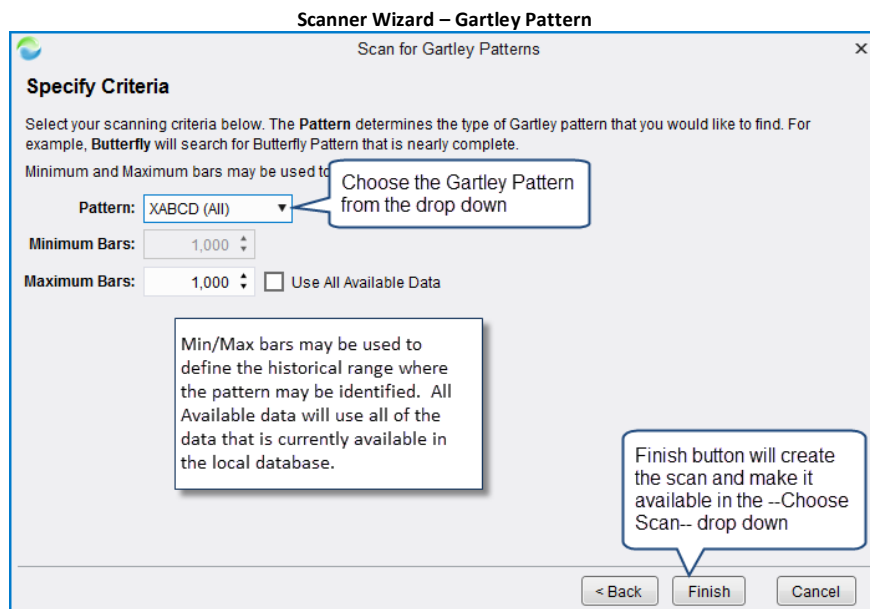 Scanner Wizard – Gartley Pattern
Scan for Gartley Patterns
Specify Criteria
Select your scanning criteria below. The Pattern determines the type of Gartley pattern that you would like to find. For
example, Butterfly will search for Butterfly Pattern that is nearly complete.
Minimum and Maximum bars may be used to
Choose the Gartley Pattern
from the drop down
Pattern: XABCD (All)
Minimum Bars: 1,000
Maximum Bars: 1,000 Use All Available Data
Min/Max bars may be used to
define the historical range where
the pattern may be identified. All
Available data will use all of the
data that is currently available in
the local database.
Finish button will create
the scan and make it
available in the --Choose
Scan-- drop down
< Back Finish Cancel